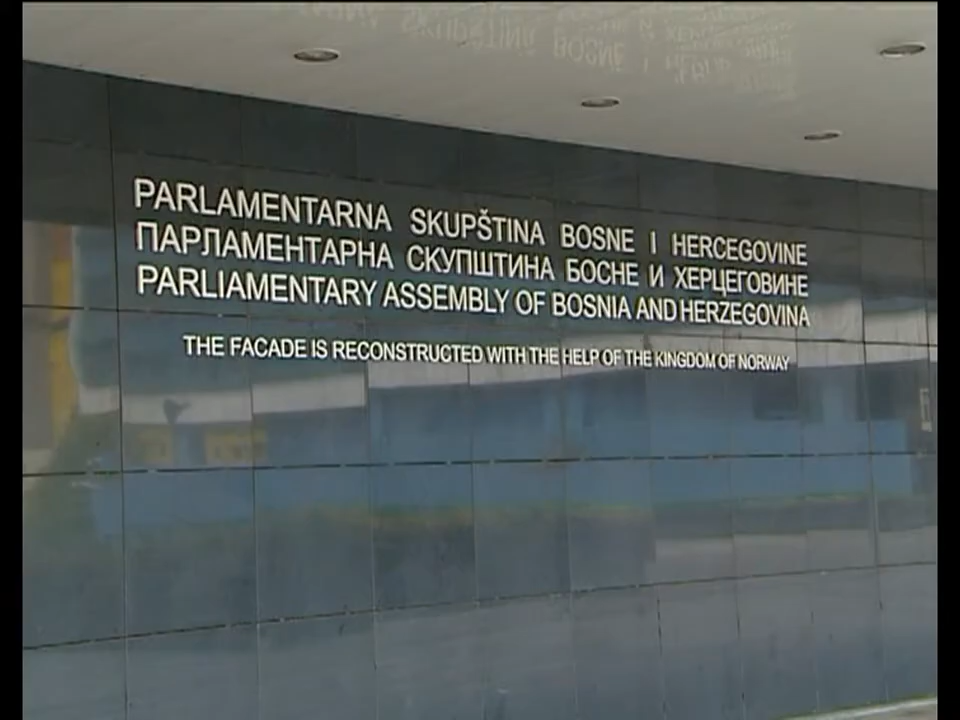 PARLAMENTARNA SKUPŠTINA BOSNE I HERCEGOVINE
ПАРЛАМЕНТАРНА СКУПШТИНА БОСНЕ И ХЕРЦЕГОВИНЕ
PARLIAMENTARY ASSEMBLY OF BOSNIA AND HERZEGOVINA
THE FACADE IS RECONSTRUCTED WITH THE HELP OF THE KINGDOM OF NORWAY